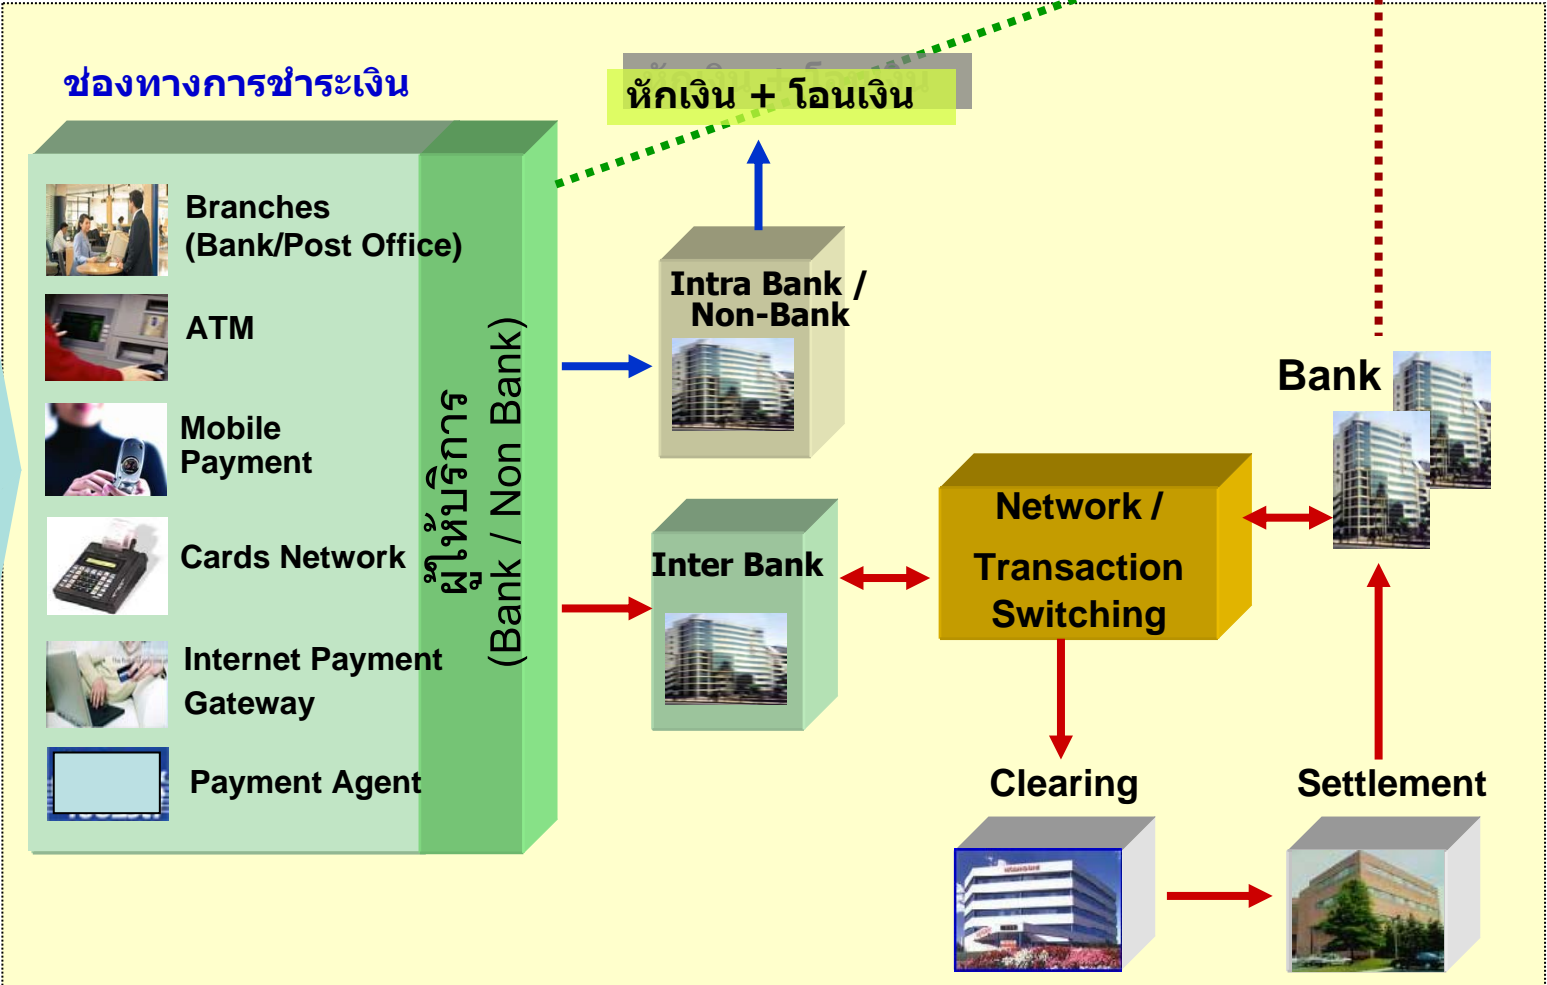 ช่องทางการชำระเงิน
หักเงิน + โอนเงิน
Branches
(Bank/Post Office)
ATM
Mobile
Payment
Cards Network
Internet Payment
Gateway
Payment Agent
ผู้ให้บริการ
(Bank / Non Bank)
Intra Bank /
Non-Bank
Inter Bank
Network /
Transaction
Switching
Bank
Clearing
Settlement